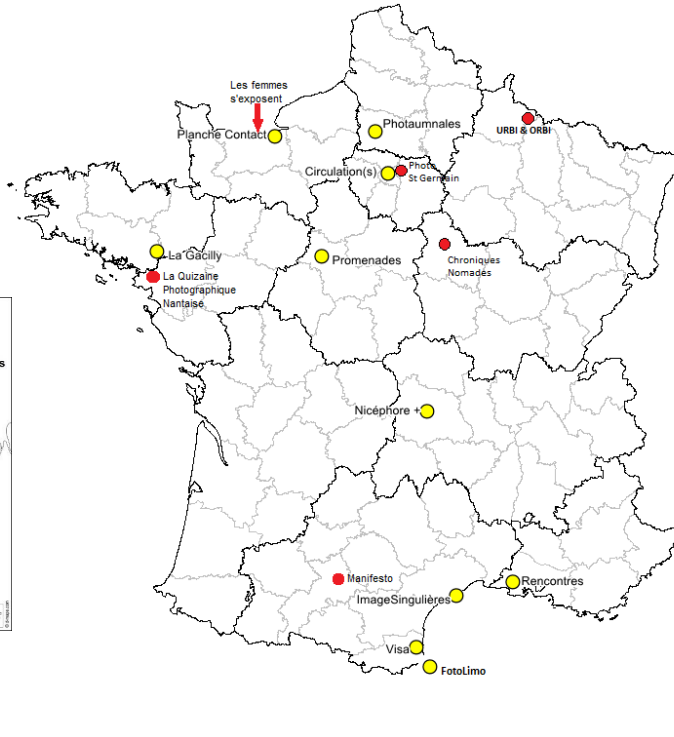 Les femmes
s'exposent
Planche Contact
Photaumnales
URBI & ORBI
Circulation(s)
Photo
St Germain
La Gacilly
Promenades
Chroniques
Nomades
La Quizaine
Photographique
Nantaise
s
Nicéphore +
Manifesto
Rencontres
ImageSingulières
Visa
FotoLimo